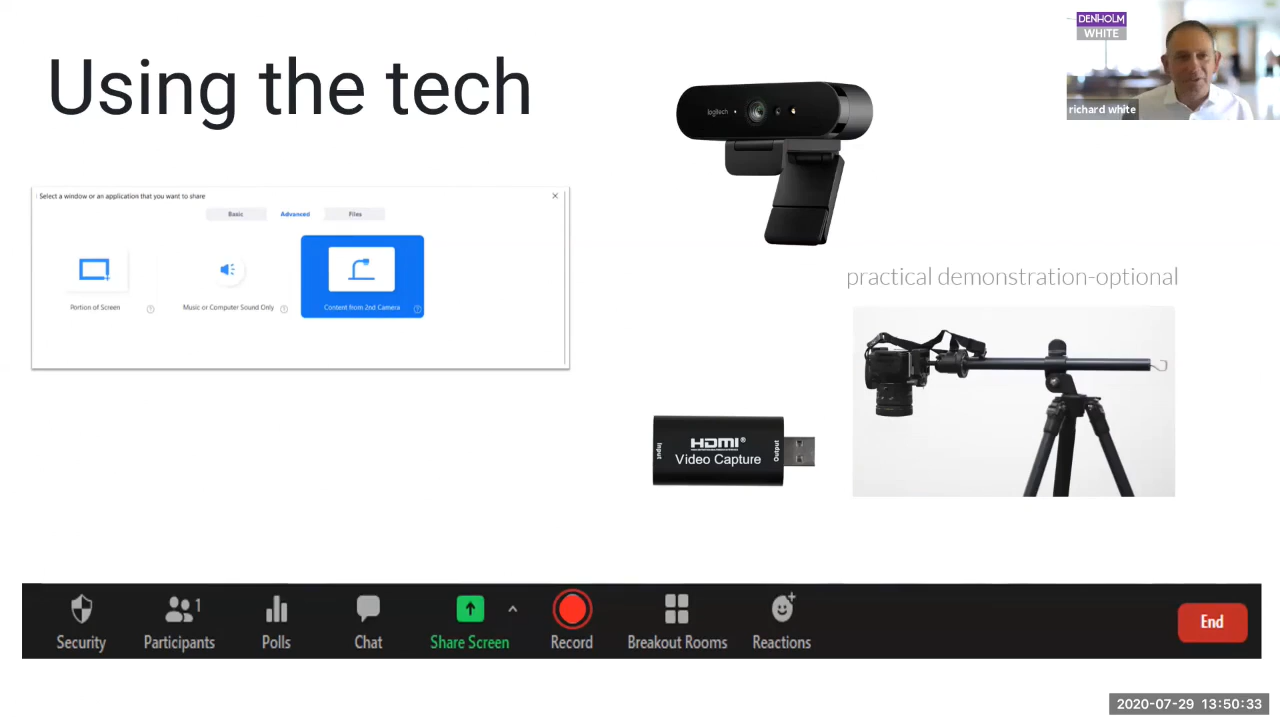 Using the tech
DENHOLM
WHITE
richard white
logitech
Select a window or an application that you want to share
Basic
Advanced
Files
Portion of Screen
Music or Computer Sound Only
Content from 2nd Camera
practical demonstration-optional
Input
HDMI®
Video Capture
Output
1
Security
Participants
Polls
Chat
Share Screen
Record
Breakout Rooms
Reactions
End
2020-07-29 13:50:33